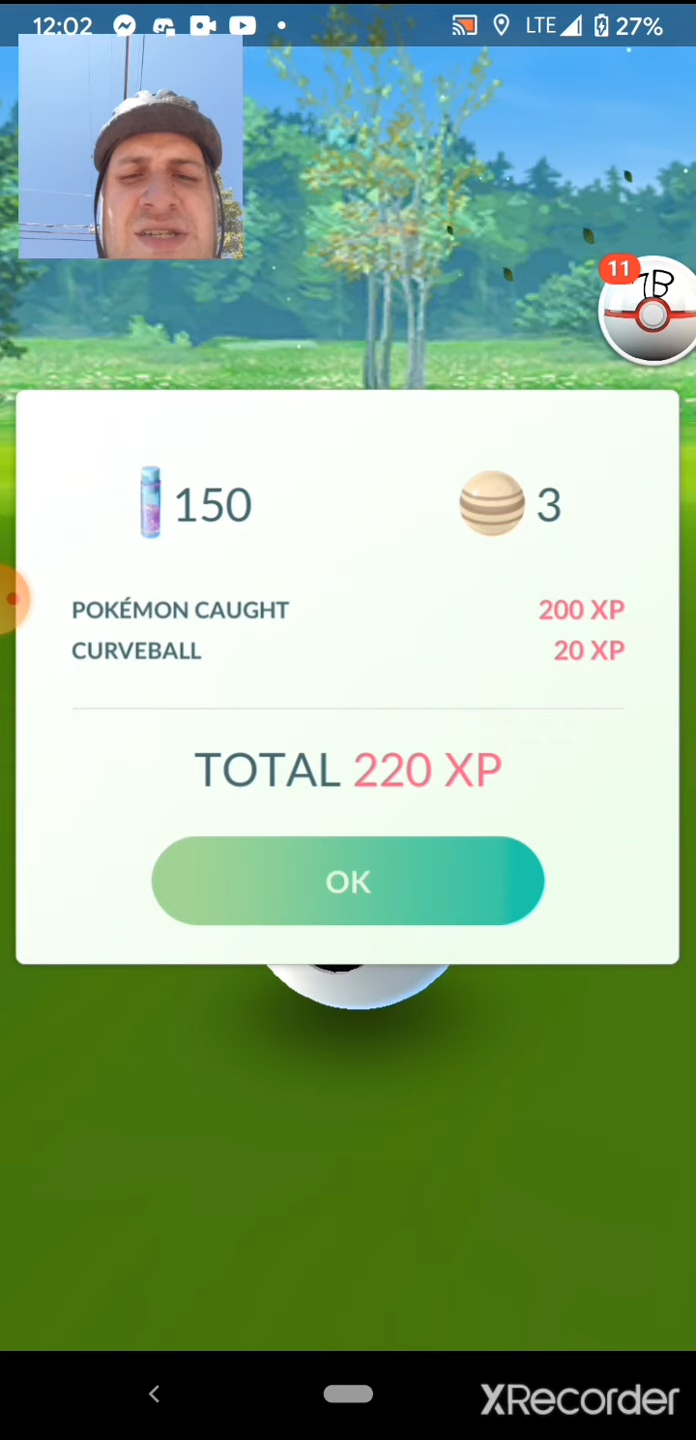 12:02 LTE 27%
11
7B
150 3
POKÉMON CAUGHT 200 XP
CURVEBALL 20 XP
TOTAL 220 XP
OK
XRecorder